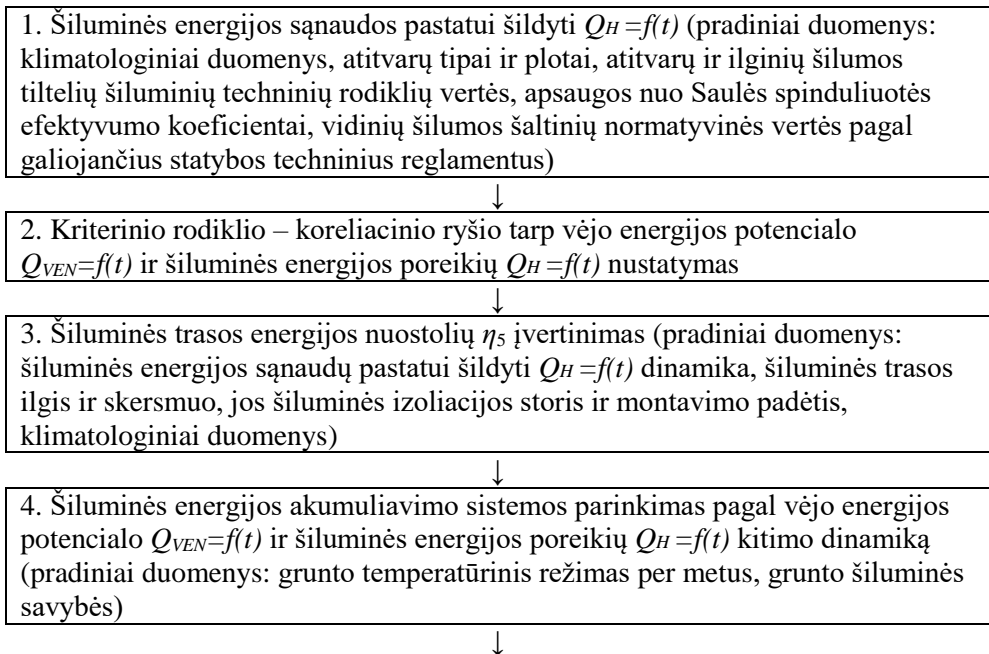 1. Šiluminės energijos sąnaudos pastatui šildyti QH =f(t) (pradiniai duomenys:
klimatologiniai duomenys, atitvarų tipai ir plotai, atitvarų ir ilginių šilumos
tiltelių šiluminių techninių rodiklių vertės, apsaugos nuo Saulės spinduliuotės
efektyvumo koeficientai, vidinių šilumos šaltinių normatyvinės vertės pagal
galiojančius statybos techninius reglamentus)
↓
2. Kriterinio rodiklio – koreliacinio ryšio tarp vėjo energijos potencialo
QVEN=f(t) ir šiluminės energijos poreikių QH =f(t) nustatymas
↓
3. Šiluminės trasos energijos nuostolių η5 įvertinimas (pradiniai duomenys:
šiluminės energijos sąnaudų pastatui šildyti QH =f(t) dinamika, šiluminės trasos
ilgis ir skersmuo, jos šiluminės izoliacijos storis ir montavimo padėtis,
klimatologiniai duomenys)
↓
4. Šiluminės energijos akumuliavimo sistemos parinkimas pagal vėjo energijos
potencialo QVEN=f(t) ir šiluminės energijos poreikių QH =f(t) kitimo dinamiką
(pradiniai duomenys: grunto temperatūrinis režimas per metus, grunto šiluminės
savybės)
↓